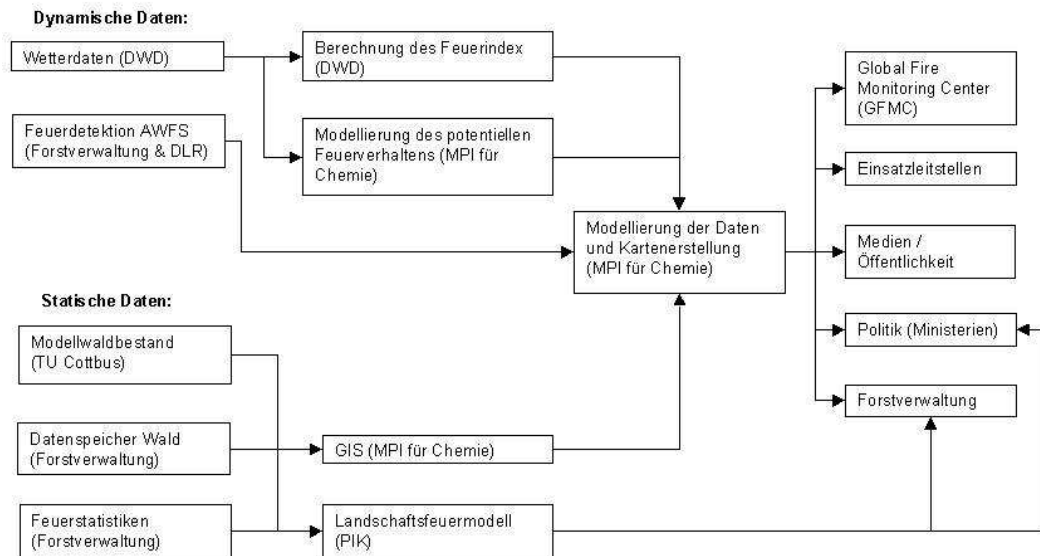 Dynamische Daten:
Wetterdaten (DWD)
Feuerdetektion AWFS
(Forstverwaltung & DLR)
Berechnung des Feuerindex
(DWD)
Modellierung des potentiellen
Feuerverhaltens (MPI für
Chemie)
Modellierung der Daten
und Kartenerstellung
(MPI für Chemie)
Global Fire
Monitoring Center
(GFMC)
Einsatzleitstellen
Medien /
Öffentlichkeit
Politik (Ministerien)
Forstverwaltung
Statische Daten:
Modellwaldbestand
(TU Cottbus)
Datenspeicher Wald
(Forstverwaltung)
GIS (MPI für Chemie)
Feuerstatistiken
(Forstverwaltung)
Landschaftsfeuermodell
(PIK)